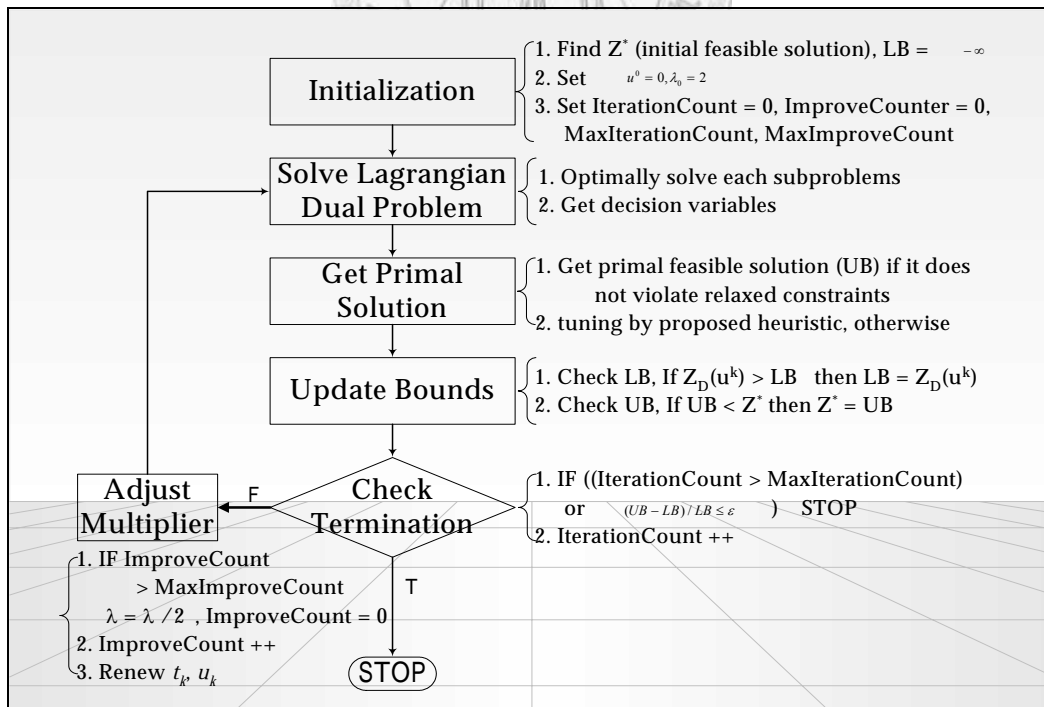 Initialization
1. Find Z* (initial feasible solution), LB = -∞
2. Set u⁰ = 0, λ₀ = 2
3. Set IterationCount = 0, ImproveCounter = 0,
MaxIterationCount, MaxImproveCount
Solve Lagrangian
Dual Problem
1. Optimally solve each subproblems
2. Get decision variables
Get Primal
Solution
1. Get primal feasible solution (UB) if it does
not violate relaxed constraints
2. tuning by proposed heuristic, otherwise
Update Bounds
1. Check LB, If Z_D(u^k) > LB then LB = Z_D(u^k)
2. Check UB, If UB < Z* then Z* = UB
Check
Termination
1. IF ((IterationCount > MaxIterationCount)
or (UB – LB) / LB ≤ ε ) STOP
2. IterationCount ++
F
Adjust
Multiplier
1. IF ImproveCount
> MaxImproveCount
λ = λ /2 , ImproveCount = 0
2. ImproveCount ++
3. Renew t_k, u_k
T
STOP